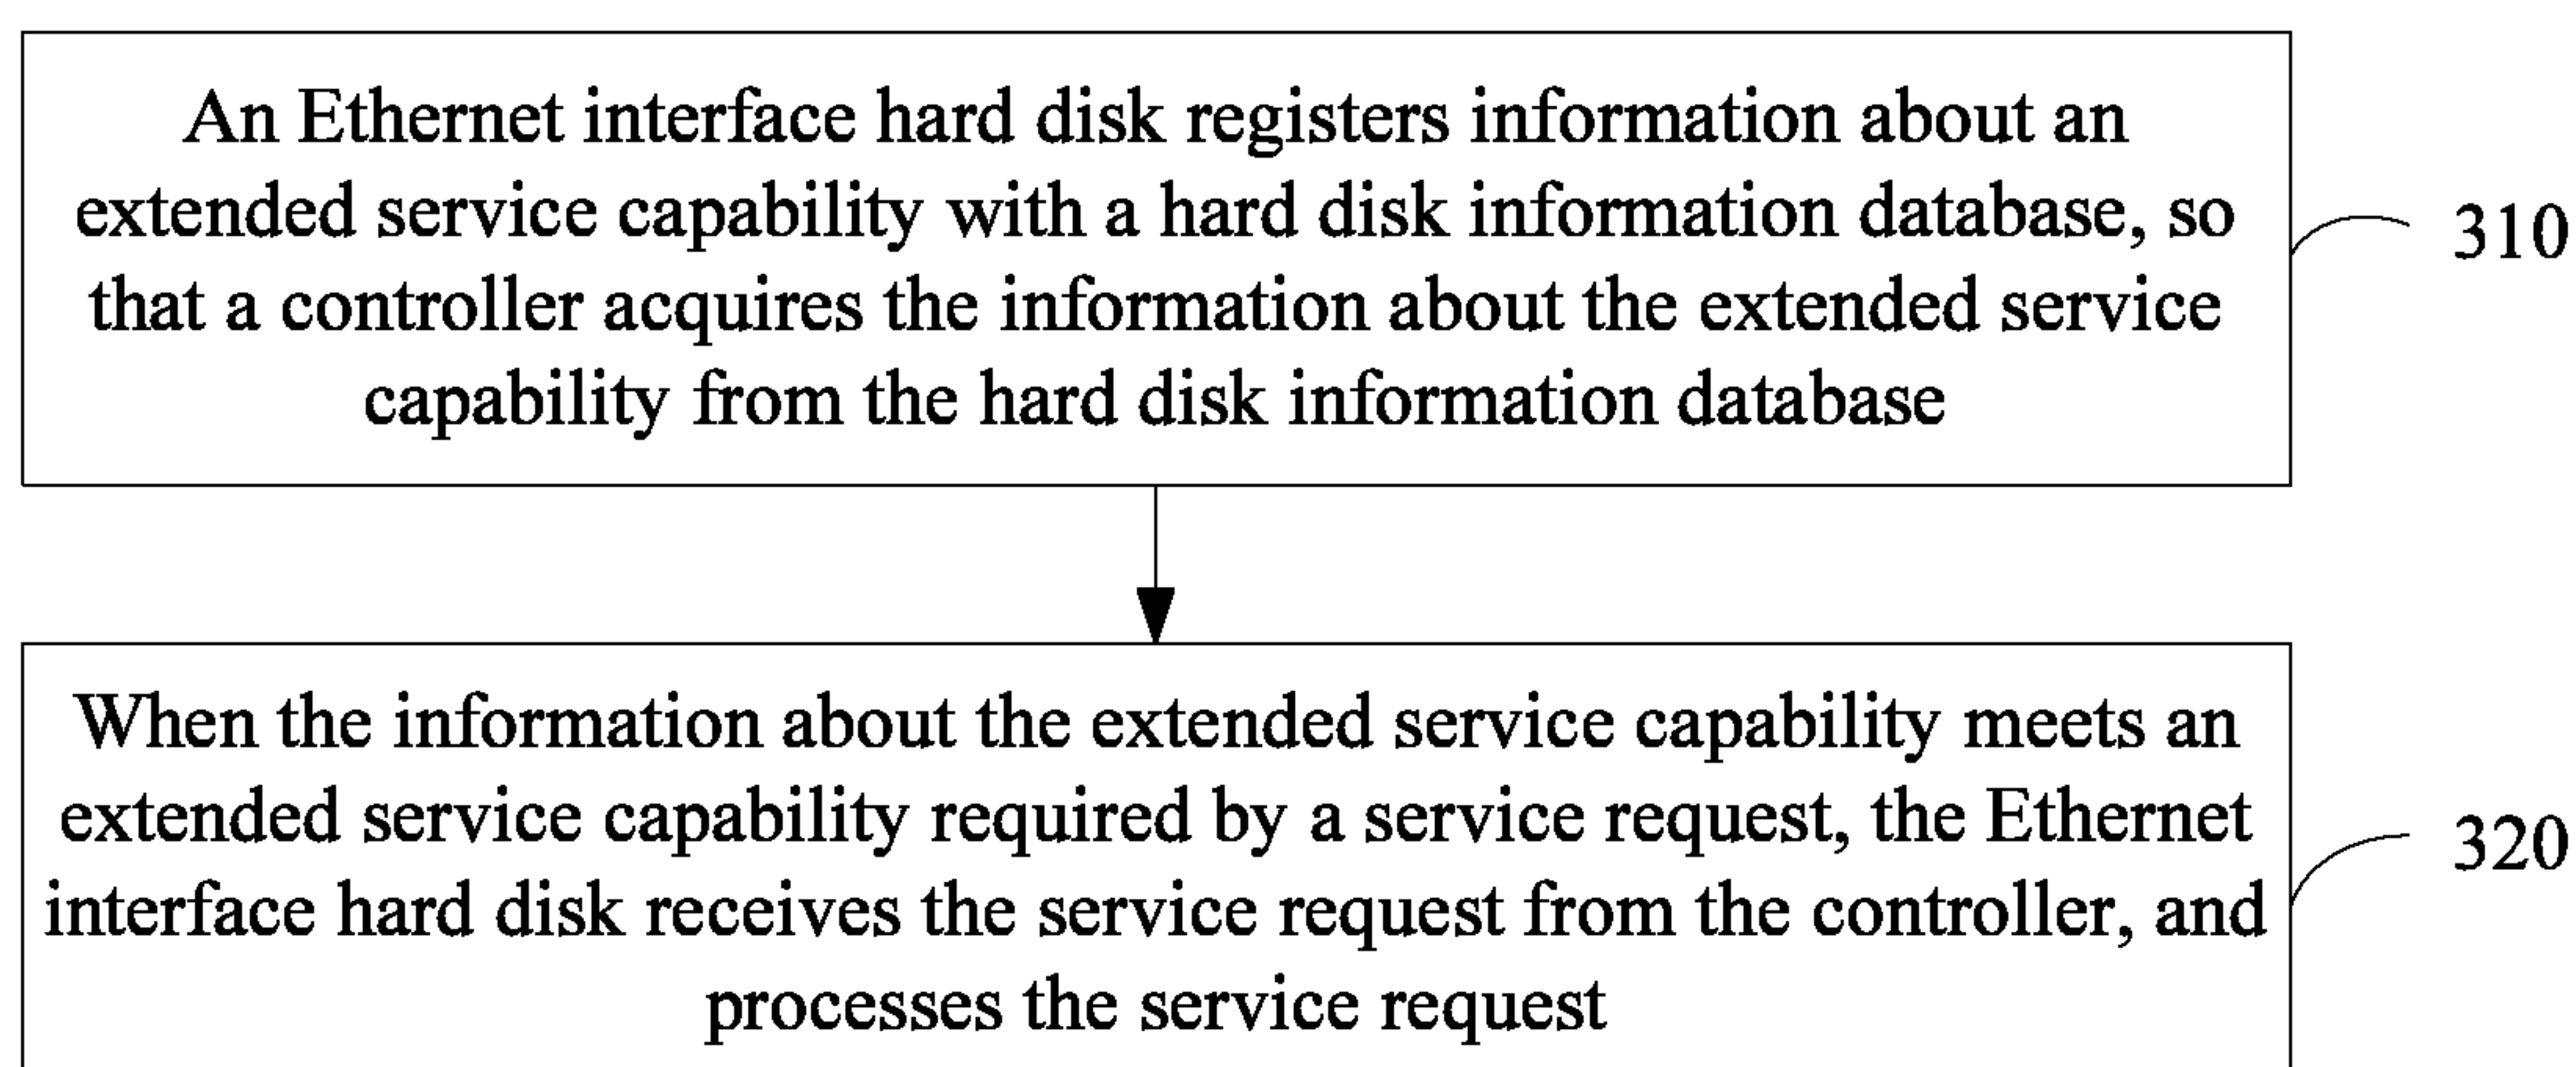 An Ethernet interface hard disk registers information about an
extended service capability with a hard disk information database, so
that a controller acquires the information about the extended service
capability from the hard disk information database
310
When the information about the extended service capability meets an
extended service capability required by a service request, the Ethernet
interface hard disk receives the service request from the controller, and
processes the service request
320